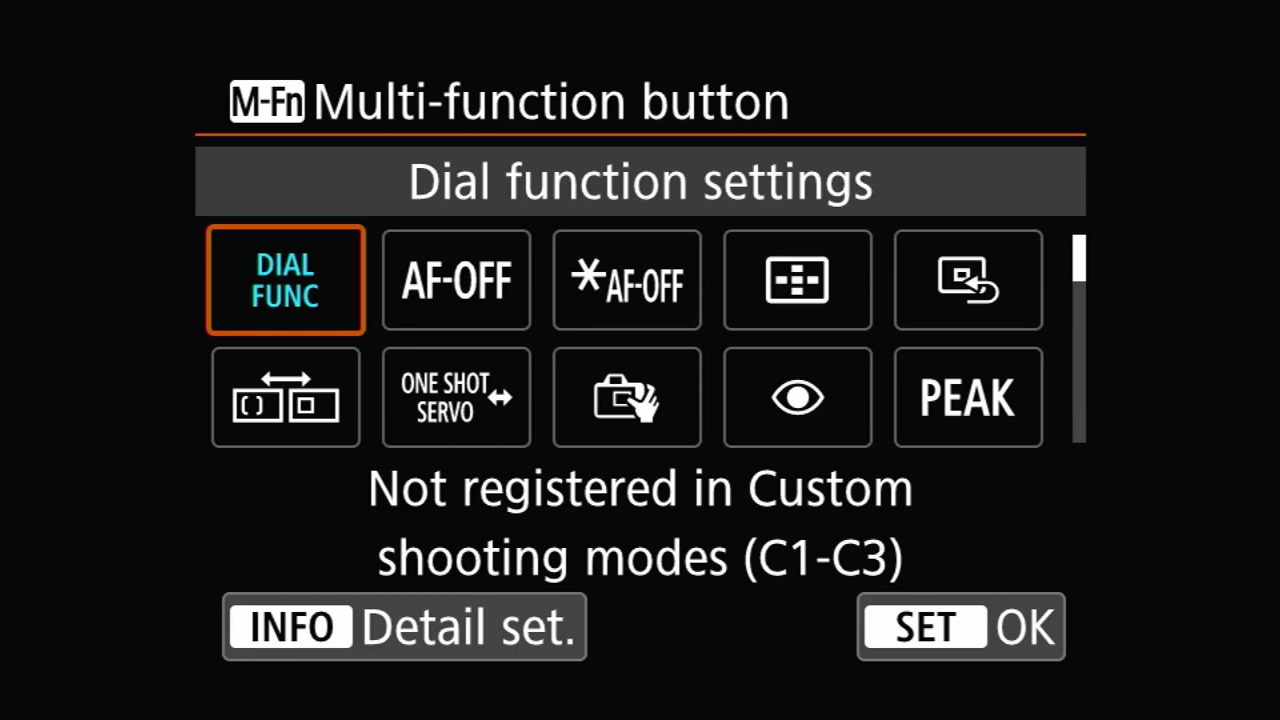 M-Fn Multi-function button
Dial function settings
DIAL
FUNC
AF-OFF
*AF-OFF
ONE SHOT
SERVO
PEAK
Not registered in Custom
shooting modes (C1-C3)
INFO Detail set.
SET OK